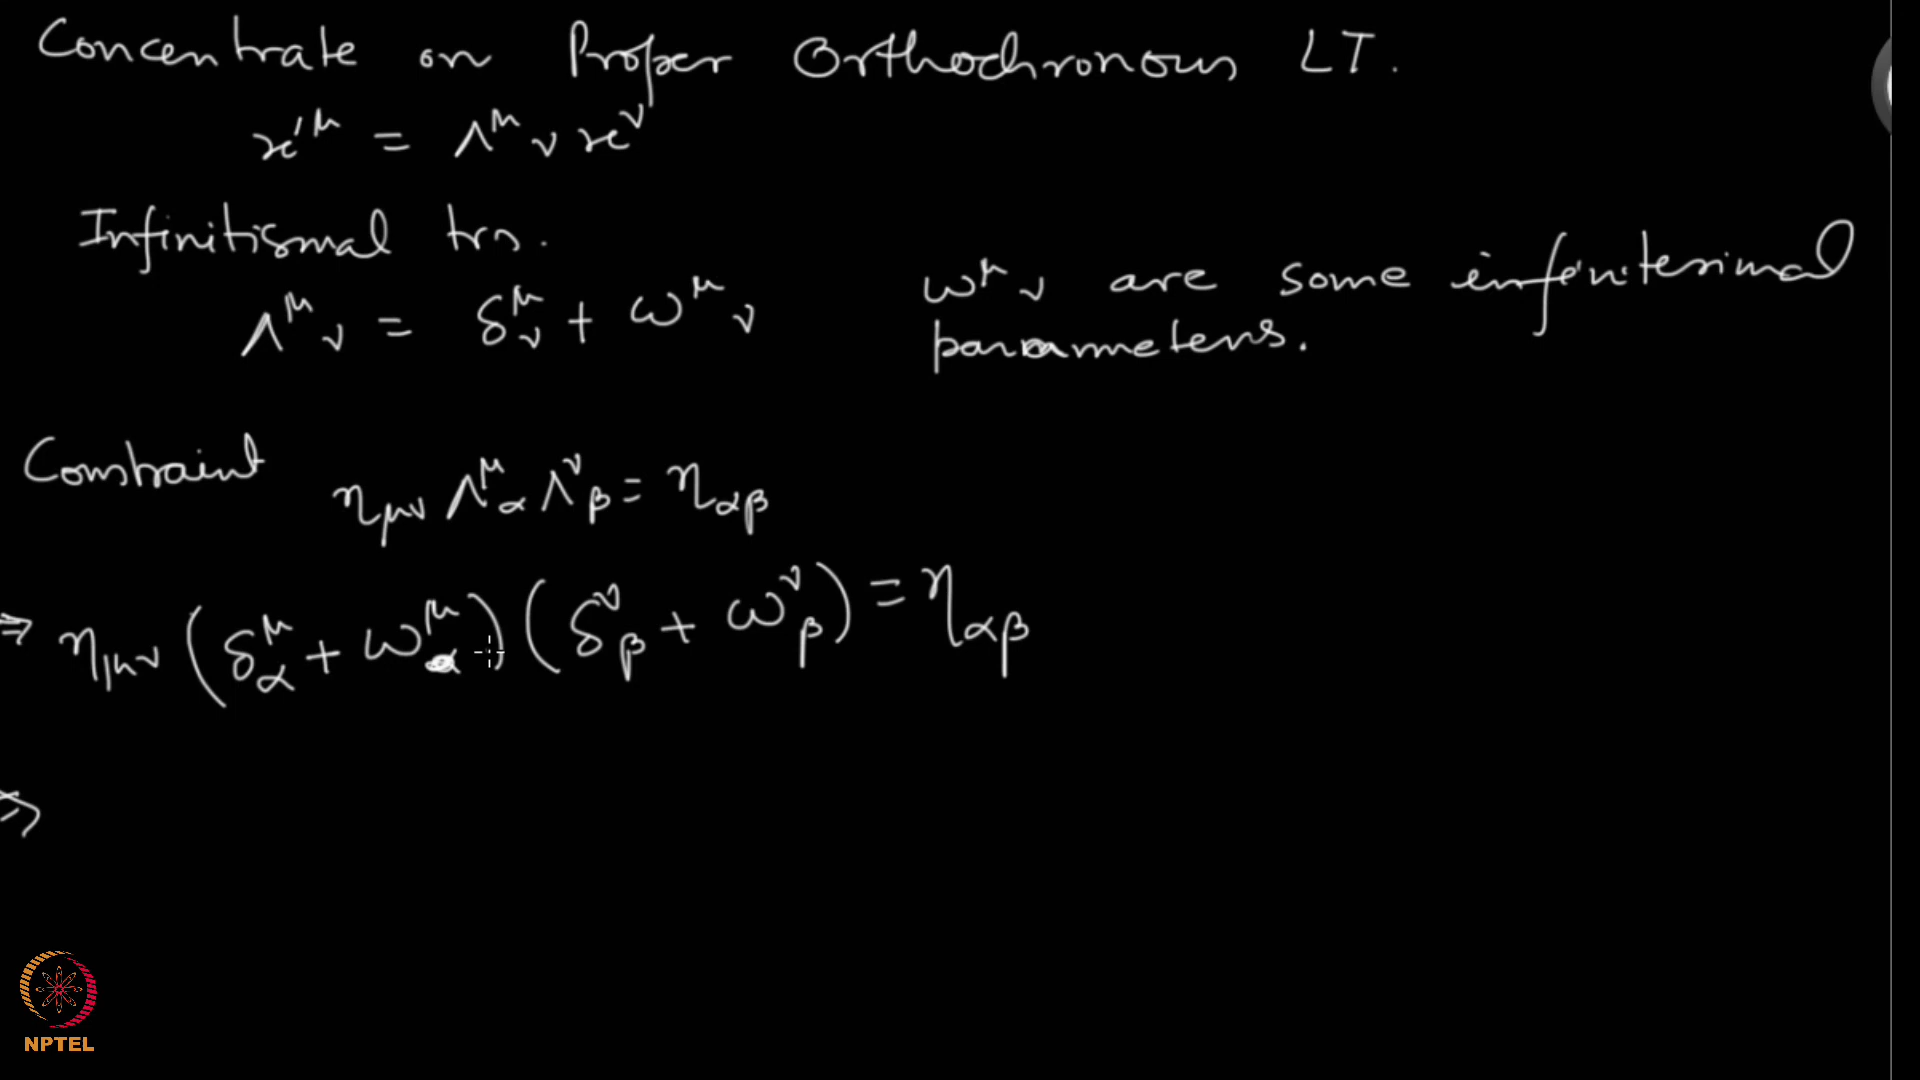 Concentrate on Proper Orthochronous LT.
x'^μ = Λ^μ_ν x^ν
Infinitismal trs.
Λ^μ_ν = δ^μ_ν + ω^μ_ν
ω^μ_ν are some infinitesimal
parameters.
Constraint
η_μν Λ^μ_α Λ^ν_β = η_αβ
⇒ η_μν (δ^μ_α + ω^μ_α) (δ^ν_β + ω^ν_β) = η_αβ
⇒
NPTEL